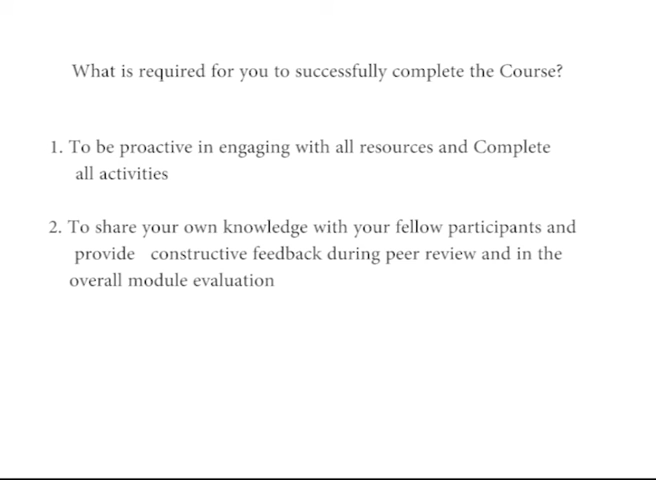 What is required for you to successfully complete the Course?
1. To be proactive in engaging with all resources and Complete
all activities
2. To share your own knowledge with your fellow participants and
provide constructive feedback during peer review and in the
overall module evaluation